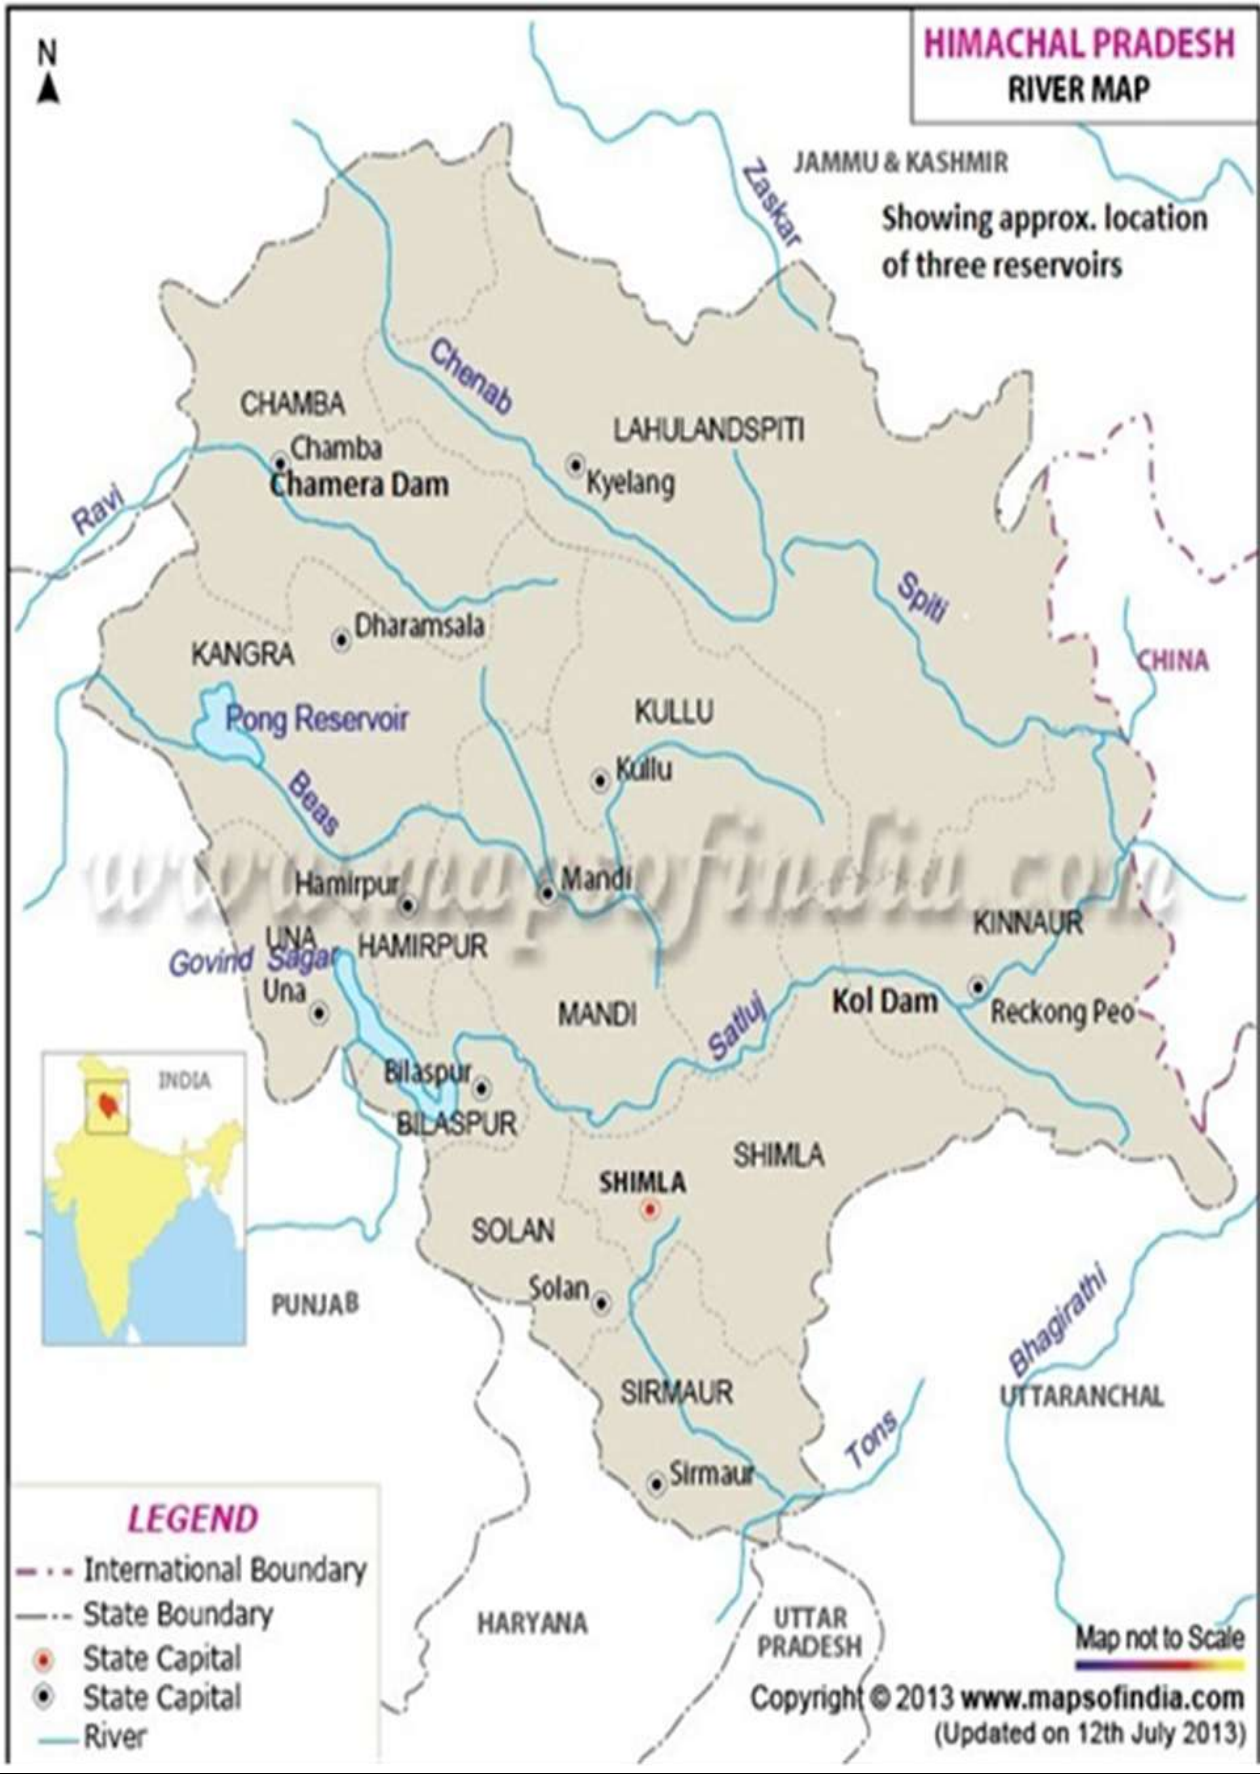 N
HIMACHAL PRADESH
RIVER MAP
JAMMU & KASHMIR
Zaskar
Showing approx. location
of three reservoirs
Chenab
CHAMBA
LAHULANDSPITI
Chamba
Kyelang
Chamera Dam
Ravi
Spiti
Dharamsala
KANGRA
CHINA
Pong Reservoir
KULLU
Kullu
Beas
www.mapsofindia.com
Hamirpur
Mandi
KINNAUR
UNA
HAMIRPUR
Govind Sagar
Una
MANDI
Satluj
Kol Dam
Reckong Peo
INDIA
Bilaspur
BILASPUR
SHIMLA
SHIMLA
SOLAN
Solan
PUNJAB
Bhagirathi
SIRMAUR
UTTARANCHAL
Tons
Sirmaur
LEGEND
International Boundary
State Boundary
State Capital
State Capital
River
HARYANA
UTTAR
PRADESH
Map not to Scale
Copyright © 2013 www.mapsofindia.com
(Updated on 12th July 2013)